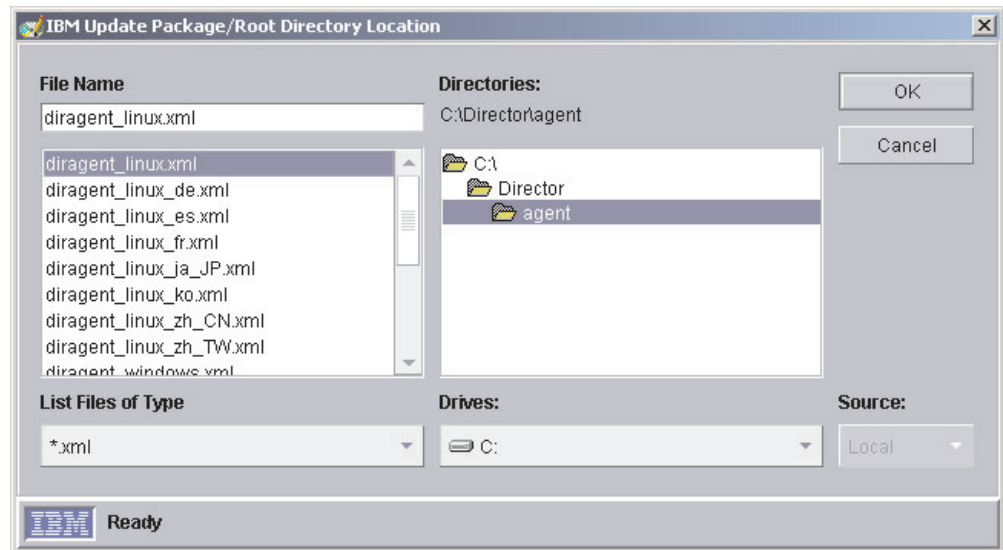 IBM Update Package/Root Directory Location
File Name
diragent_linux.xml
Directories:
C:\Director\agent
OK
Cancel
diragent_linux.xml
diragent_linux_de.xml
diragent_linux_es.xml
diragent_linux_fr.xml
diragent_linux_ja_JP.xml
diragent_linux_ko.xml
diragent_linux_zh_CN.xml
diragent_linux_zh_TW.xml
diragent_windows.xml
C:\
Director
agent
List Files of Type
*.xml
Drives:
C:
Source:
Local
IBM
Ready